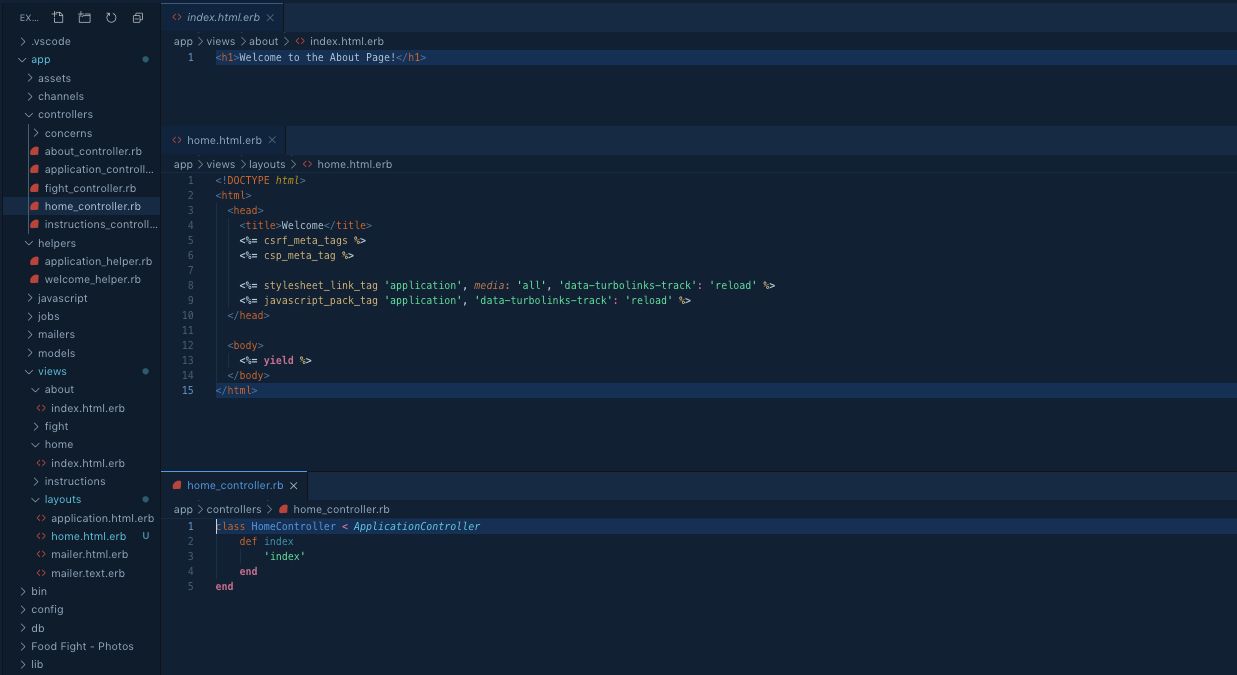 EX...
.vscode
app
assets
channels
controllers
concerns
about_controller.rb
application_controll...
fight_controller.rb
home_controller.rb
instructions_controll...
helpers
application_helper.rb
welcome_helper.rb
javascript
jobs
mailers
models
views
about
index.html.erb
fight
home
index.html.erb
instructions
layouts
application.html.erb
home.html.erb U
mailer.html.erb
mailer.text.erb
bin
config
db
Food Fight - Photos
lib
index.html.erb
app > views > about > index.html.erb
1 <h1>Welcome to the About Page!</h1>
home.html.erb
app > views > layouts > home.html.erb
1 <!DOCTYPE html>
2 <html>
3 <head>
4 <title>Welcome</title>
5 <%= csrf_meta_tags %>
6 <%= csp_meta_tag %>
7
8 <%= stylesheet_link_tag 'application', media: 'all', 'data-turbolinks-track': 'reload' %>
9 <%= javascript_pack_tag 'application', 'data-turbolinks-track': 'reload' %>
10 </head>
11
12 <body>
13 <%= yield %>
14 </body>
15 </html>
home_controller.rb
app > controllers > home_controller.rb
1 class HomeController < ApplicationController
2 def index
3 'index'
4 end
5 end